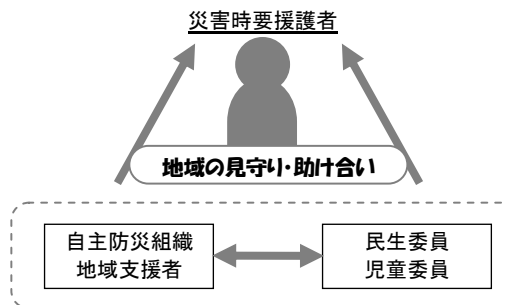 災害時要援護者
地域の見守り・助け合い
自主防災組織
地域支援者
民生委員
児童委員